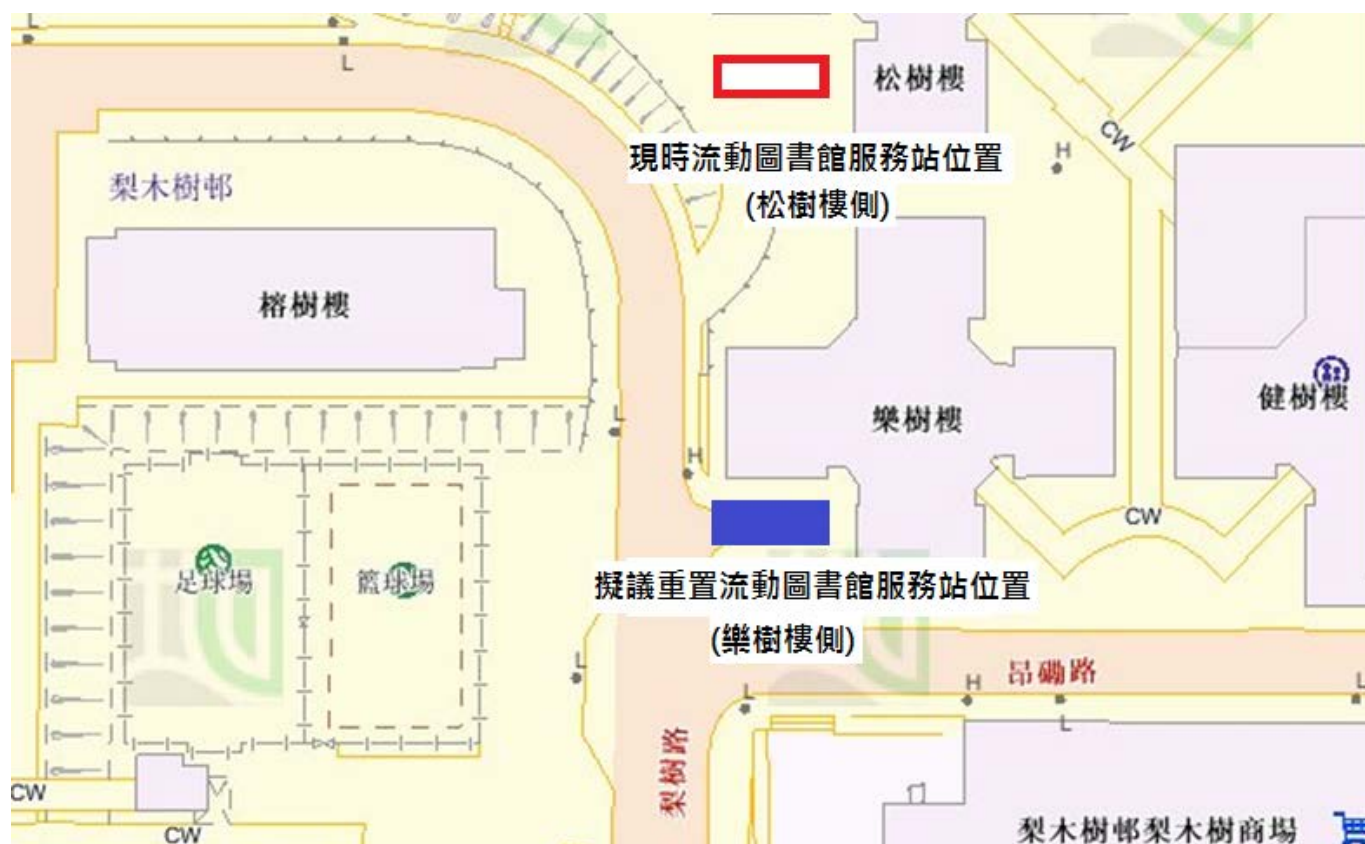 L
L
松樹樓
CW
H
現時流動圖書館服務站位置
(松樹樓側)
梨木樹邨
榕樹樓
健樹樓
樂樹樓
L
H
CW
足球場
籃球場
擬議重置流動圖書館服務站位置
(樂樹樓側)
L
昂磡路
H
L
L
L
梨樹路
CW
CW
梨木樹邨梨木樹商場